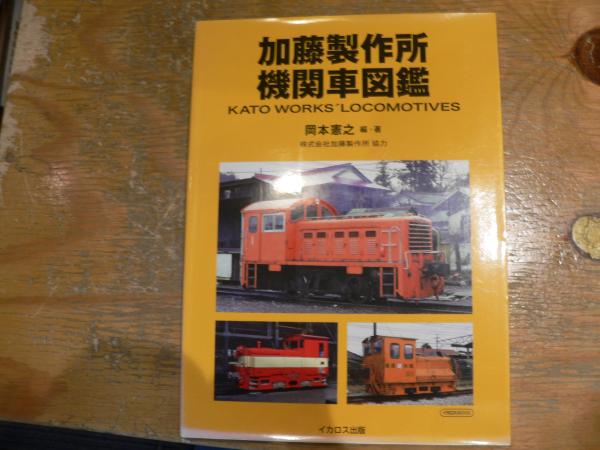 加藤製作所
機関車図鑑
KATO WORKS' LOCOMOTIVES
岡本憲之 編・著
株式会社加藤製作所 協力
イカロス出版